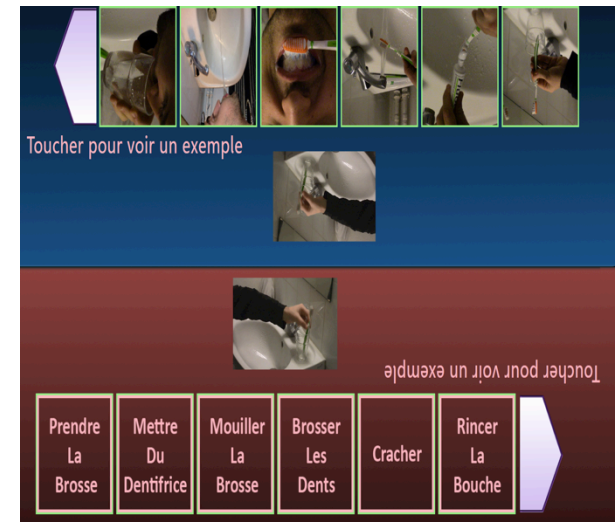 Toucher pour voir un exemple
Toucher pour voir un exemple
Prendre
La
Brosse
Mettre
Du
Dentifrice
Mouiller
La
Brosse
Brosser
Les
Dents
Cracher
Rincer
La
Bouche